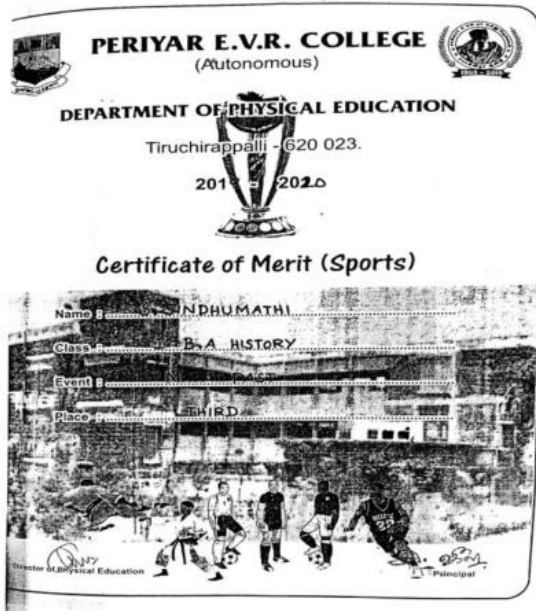 PERIYAR E.V.R. COLLEGE
(Autonomous)
DEPARTMENT OF PHYSICAL EDUCATION
Tiruchirappalli - 620 023.
2020
Certificate of Merit (Sports)
Name : NDHUMATHI
Class : B.A HISTORY
Event :
Place : THIRD
Director of Physical Education
Principal